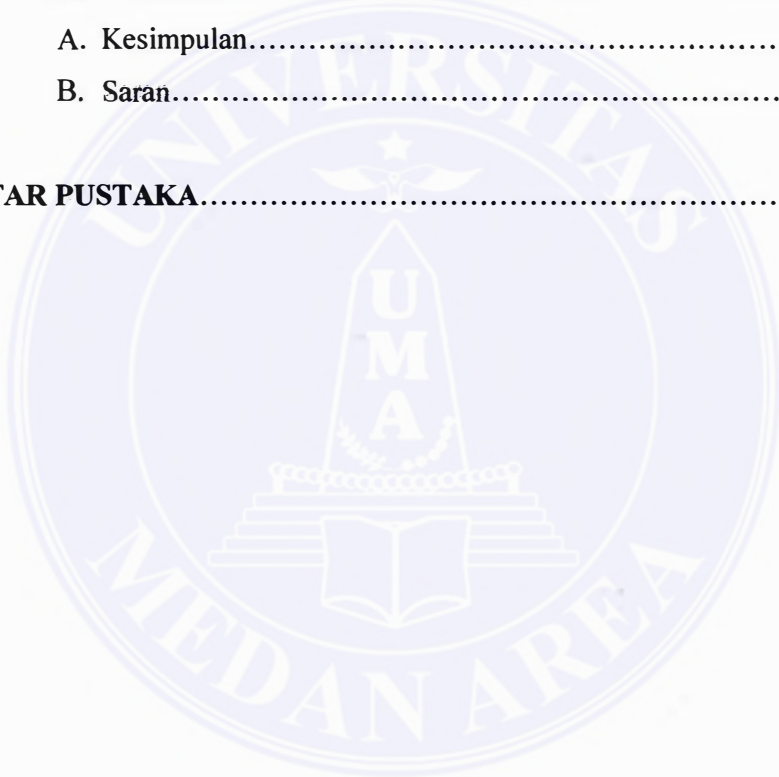 A. Kesimpulan......................................................
B. Saran...............................................................
TAR PUSTAKA......................................................
UNIVERSITAS
U
M
A
MEDAN AREA